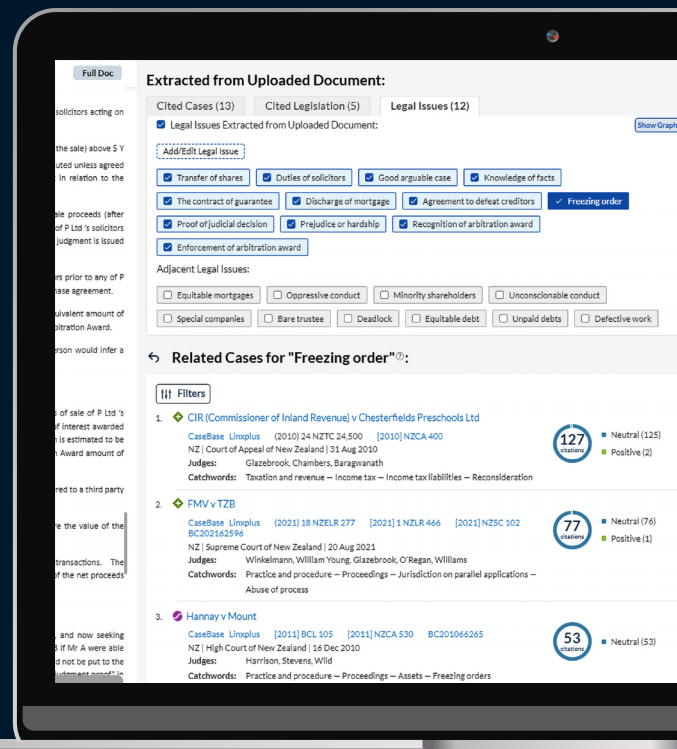 Full Doc
solicitors acting on
the sale) above $ Y
uted unless agreed
in relation to the
ale proceeds (after
of P Ltd 's solicitors
judgment is issued
rs prior to any of P
ase agreement.
uivalent amount of
bitration Award.
erson would infer a
s of sale of P Ltd 's
of interest awarded
n is estimated to be
n Award amount of
red to a third party
re the value of the
transactions. The
of the net proceeds
, and now seeking
if Mr A were able
d not be put to the
judgment proof" in
Extracted from Uploaded Document:
Cited Cases (13) Cited Legislation (5) Legal Issues (12)
Legal Issues Extracted from Uploaded Document:
Show Graph
Add/Edit Legal Issue
Transfer of shares Duties of solicitors Good arguable case Knowledge of facts
The contract of guarantee Discharge of mortgage Agreement to defeat creditors Freezing order
Proof of judicial decision Prejudice or hardship Recognition of arbitration award
Enforcement of arbitration award
Adjacent Legal Issues:
Equitable mortgages Oppressive conduct Minority shareholders Unconscionable conduct
Special companies Bare trustee Deadlock Equitable debt Unpaid debts Defective work
Related Cases for "Freezing order"?:
Filters
1. CIR (Commissioner of Inland Revenue) v Chesterfields Preschools Ltd
CaseBase Linxplus (2010) 24 NZTC 24,500 [2010] NZCA 400
NZ | Court of Appeal of New Zealand | 31 Aug 2010
Judges: Glazebrook, Chambers, Baragwanath
Catchwords: Taxation and revenue — Income tax — Income tax liabilities — Reconsideration
127 citations
Neutral (125)
Positive (2)
2. FMV v TZB
CaseBase Linxplus (2021) 18 NZELR 277 [2021] 1 NZLR 466 [2021] NZSC 102
BC202162596
NZ | Supreme Court of New Zealand | 20 Aug 2021
Judges: Winkelmann, William Young, Glazebrook, O'Regan, Williams
Catchwords: Practice and procedure — Proceedings — Jurisdiction on parallel applications —
Abuse of process
77 citations
Neutral (76)
Positive (1)
3. Hannay v Mount
CaseBase Linxplus [2011] BCL 105 [2011] NZCA 530 BC201066265
NZ | High Court of New Zealand | 16 Dec 2010
Judges: Harrison, Stevens, Wild
Catchwords: Practice and procedure — Proceedings — Assets — Freezing orders
53 citations
Neutral (53)